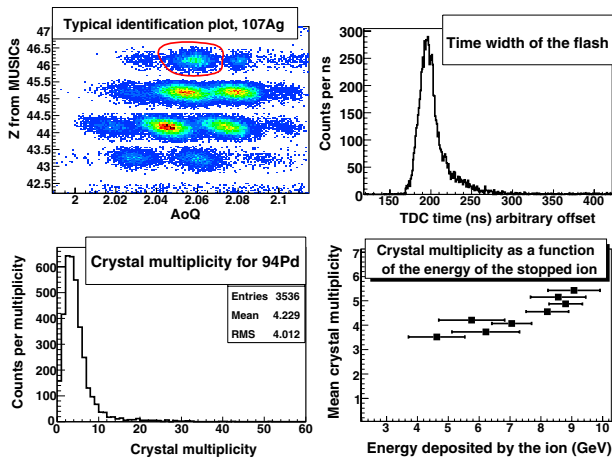 Typical identification plot, 107Ag
Z from MUSICs
47
46.5
46
45.5
45
44.5
44
43.5
43
42.5
2 2.02 2.04 2.06 2.08 2.1
AoQ
Time width of the flash
Counts per ns
300
250
200
150
100
50
0
150 200 250 300 350 400
TDC time (ns) arbitrary offset
Crystal multiplicity for 94Pd
Entries 3536
Mean 4.229
RMS 4.012
Counts per multiplicity
600
500
400
300
200
100
0
0 10 20 30 40 50 60
Crystal multiplicity
Crystal multiplicity as a function
of the energy of the stopped ion
Mean crystal multiplicity
7
6
5
4
3
2
1
3 4 5 6 7 8 9 10
Energy deposited by the ion (GeV)